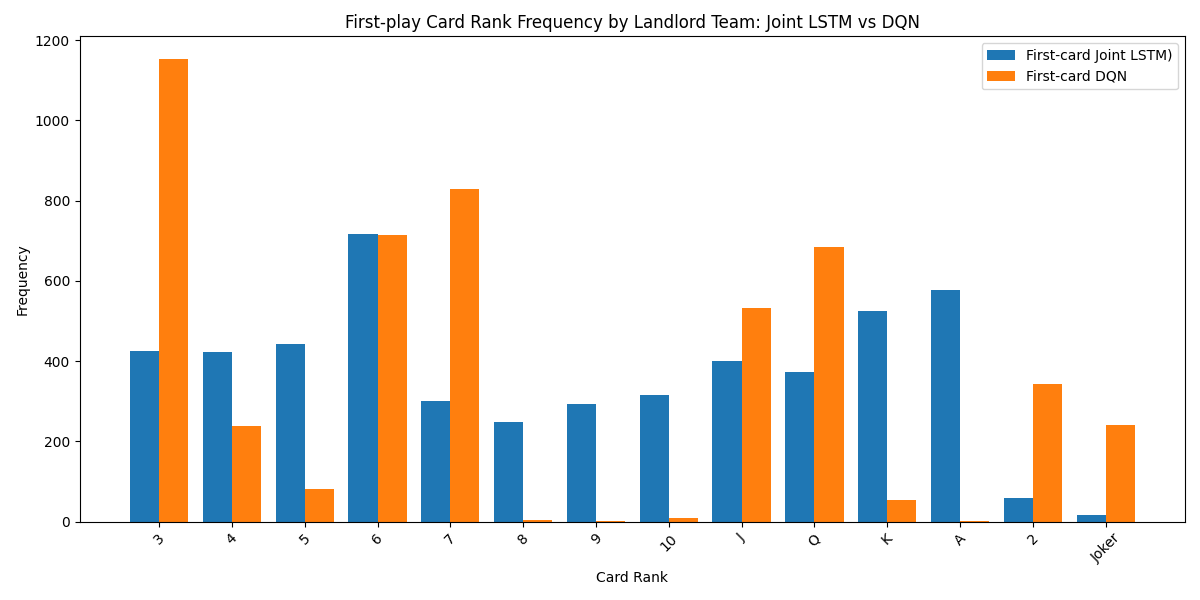 First-play Card Rank Frequency by Landlord Team: Joint LSTM vs DQN
First-card Joint LSTM)
First-card DQN
Frequency
1200
1000
800
600
400
200
0
3
4
5
6
7
8
9
10
J
Q
K
A
2
Joker
Card Rank